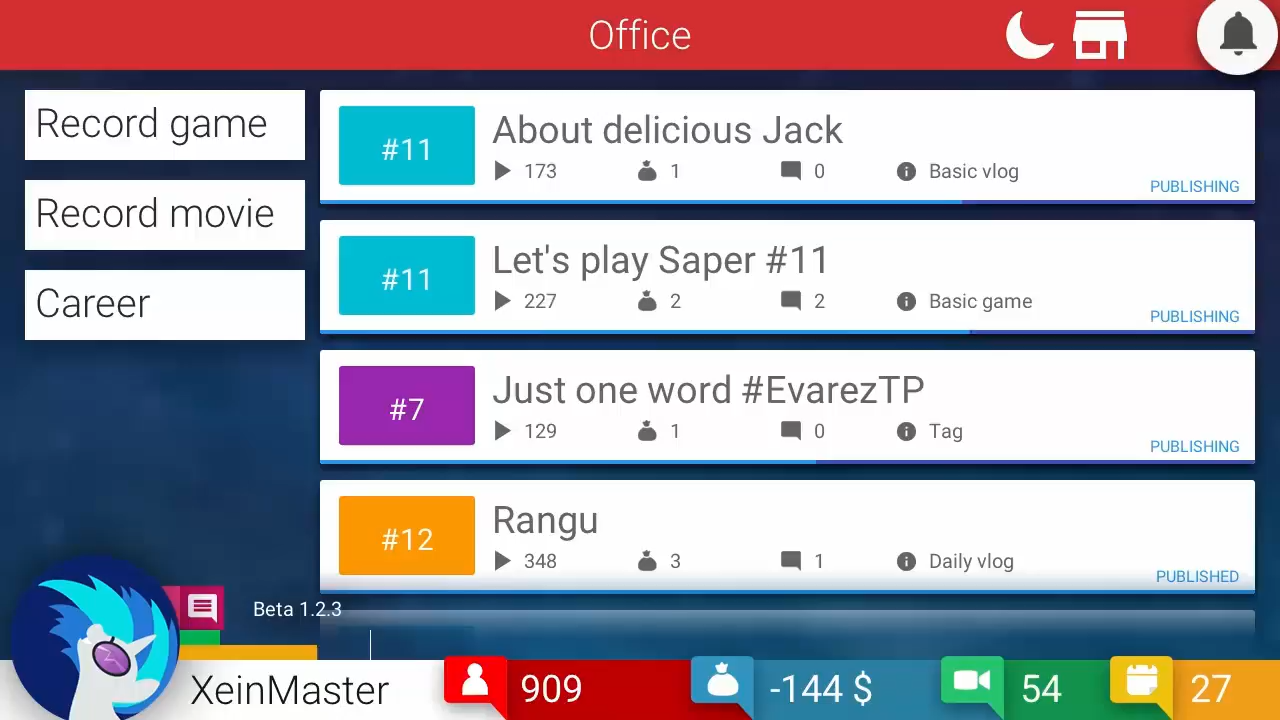 Office
Record game
Record movie
Career
#11
About delicious Jack
173
1
0
Basic vlog
PUBLISHING
#11
Let's play Saper #11
227
2
2
Basic game
PUBLISHING
#7
Just one word #EvarezTP
129
1
0
Tag
PUBLISHING
#12
Rangu
348
3
1
Daily vlog
PUBLISHED
Beta 1.2.3
XeinMaster
909
-144 $
54
27